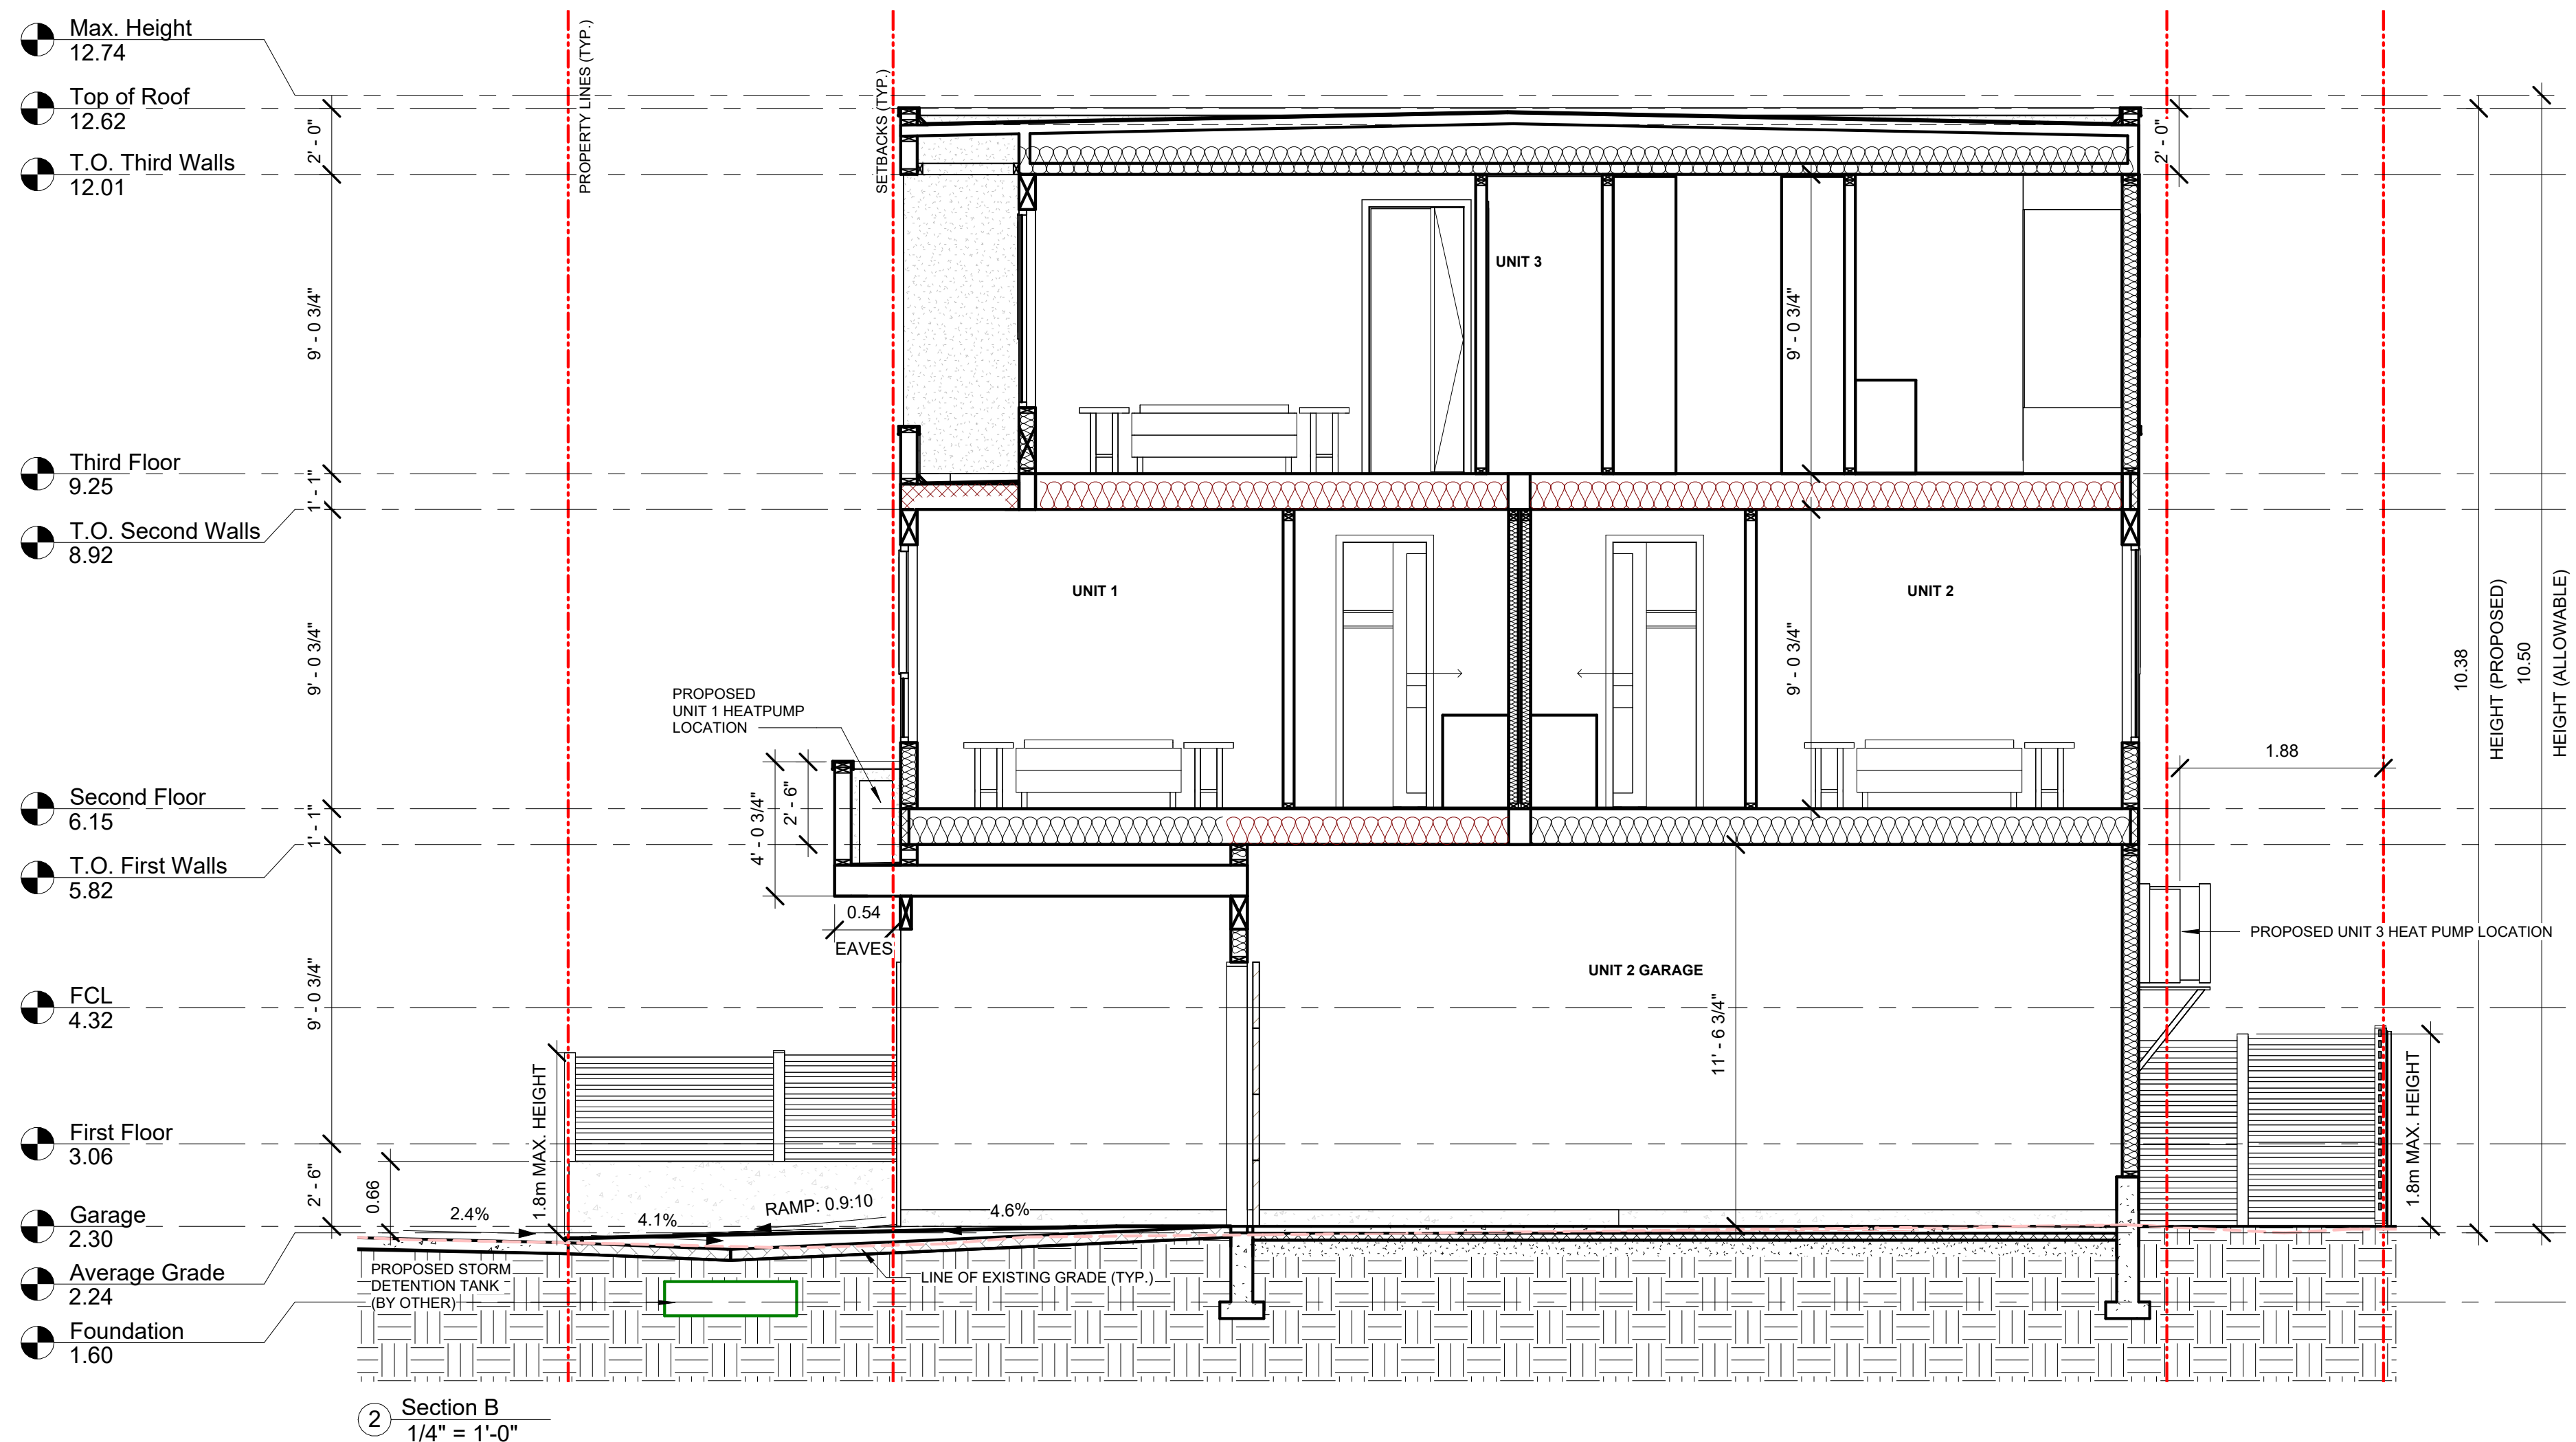 Max. Height
12.74
Top of Roof
12.62
T.O. Third Walls
12.01
Third Floor
9.25
T.O. Second Walls
8.92
Second Floor
6.15
T.O. First Walls
5.82
FCL
4.32
First Floor
3.06
Garage
2.30
Average Grade
2.24
Foundation
1.60
2' - 0"
9' - 0 3/4"
1' - 1"
9' - 0 3/4"
1' - 1"
9' - 0 3/4"
2' - 6"
0.66
PROPERTY LINES (TYP.)
SETBACKS (TYP.)
UNIT 3
9' - 0 3/4"
2' - 0"
UNIT 1
UNIT 2
9' - 0 3/4"
PROPOSED
UNIT 1 HEATPUMP
LOCATION
4' - 0 3/4"
2' - 6"
0.54
EAVES
UNIT 2 GARAGE
11' - 6 3/4"
1.88
10.38
HEIGHT (PROPOSED)
10.50
HEIGHT (ALLOWABLE)
PROPOSED UNIT 3 HEAT PUMP LOCATION
1.8m MAX. HEIGHT
1.8m MAX. HEIGHT
2.4%
4.1%
RAMP: 0.9:10
4.6%
PROPOSED STORM
DETENTION TANK
(BY OTHER)
LINE OF EXISTING GRADE (TYP.)
2
Section B
1/4" = 1'-0"